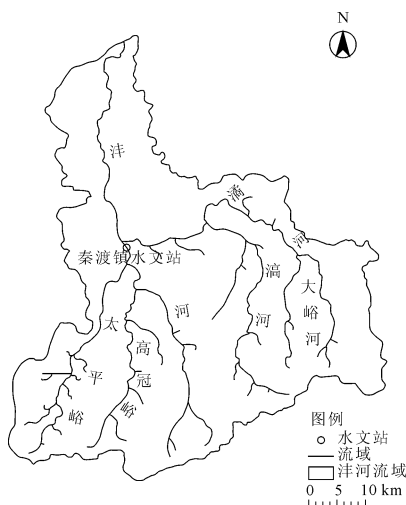 N
沣
潏河
秦渡镇水文站
滈河
大峪河
河
太平峪
高冠峪
图例
水文站
流域
沣河流域
0 5 10 km